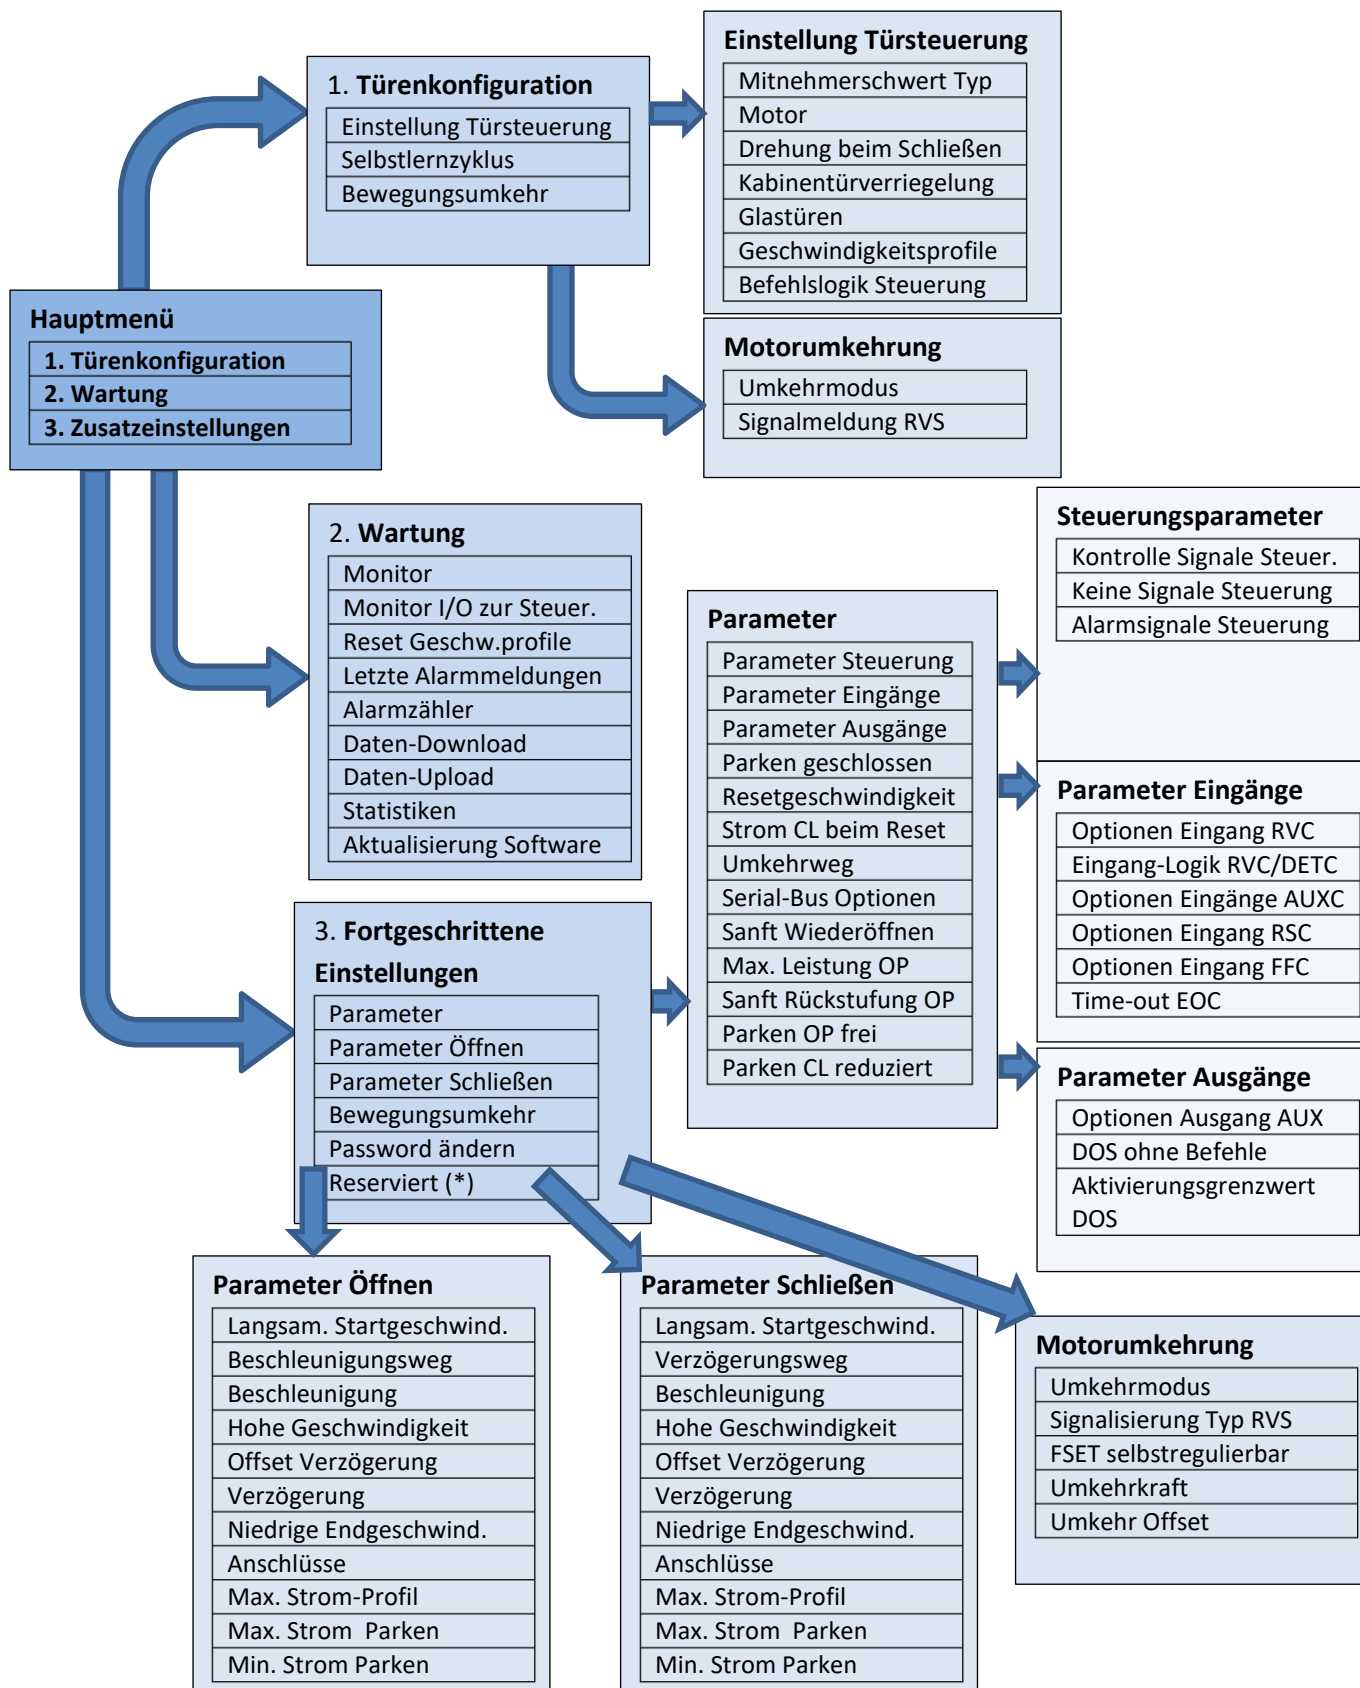 Einstellung Türsteuerung
Mitnehmerschwert Typ
Motor
Drehung beim Schließen
Kabinentürverriegelung
Glastüren
Geschwindigkeitsprofile
Befehlslogik Steuerung
1. Türenkonfiguration
Einstellung Türsteuerung
Selbstlernzyklus
Bewegungsumkehr
Hauptmenü
1. Türenkonfiguration
2. Wartung
3. Zusatzeinstellungen
Motorumkehrung
Umkehrmodus
Signalmeldung RVS
2. Wartung
Monitor
Monitor I/O zur Steuer.
Reset Geschw.profile
Letzte Alarmmeldungen
Alarmzähler
Daten-Download
Daten-Upload
Statistiken
Aktualisierung Software
Steuerungsparameter
Kontrolle Signale Steuer.
Keine Signale Steuerung
Alarmsignale Steuerung
Parameter
Parameter Steuerung
Parameter Eingänge
Parameter Ausgänge
Parken geschlossen
Resetgeschwindigkeit
Strom CL beim Reset
Umkehrweg
Serial-Bus Optionen
Sanft Wiederöffnen
Max. Leistung OP
Sanft Rückstufung OP
Parken OP frei
Parken CL reduziert
Parameter Eingänge
Optionen Eingang RVC
Eingang-Logik RVC/DETC
Optionen Eingänge AUXC
Optionen Eingang RSC
Optionen Eingang FFC
Time-out EOC
3. Fortgeschrittene
Einstellungen
Parameter
Parameter Öffnen
Parameter Schließen
Bewegungsumkehr
Password ändern
Reserviert (*)
Parameter Ausgänge
Optionen Ausgang AUX
DOS ohne Befehle
Aktivierungsgrenzwert
DOS
Parameter Öffnen
Langsam. Startgeschwind.
Beschleunigungsweg
Beschleunigung
Hohe Geschwindigkeit
Offset Verzögerung
Verzögerung
Niedrige Endgeschwind.
Anschlüsse
Max. Strom-Profil
Max. Strom  Parken
Min. Strom Parken
Parameter Schließen
Langsam. Startgeschwind.
Verzögerungsweg
Beschleunigung
Hohe Geschwindigkeit
Offset Verzögerung
Verzögerung
Niedrige Endgeschwind.
Anschlüsse
Max. Strom-Profil
Max. Strom  Parken
Min. Strom Parken
Motorumkehrung
Umkehrmodus
Signalisierung Typ RVS
FSET selbstregulierbar
Umkehrkraft
Umkehr Offset